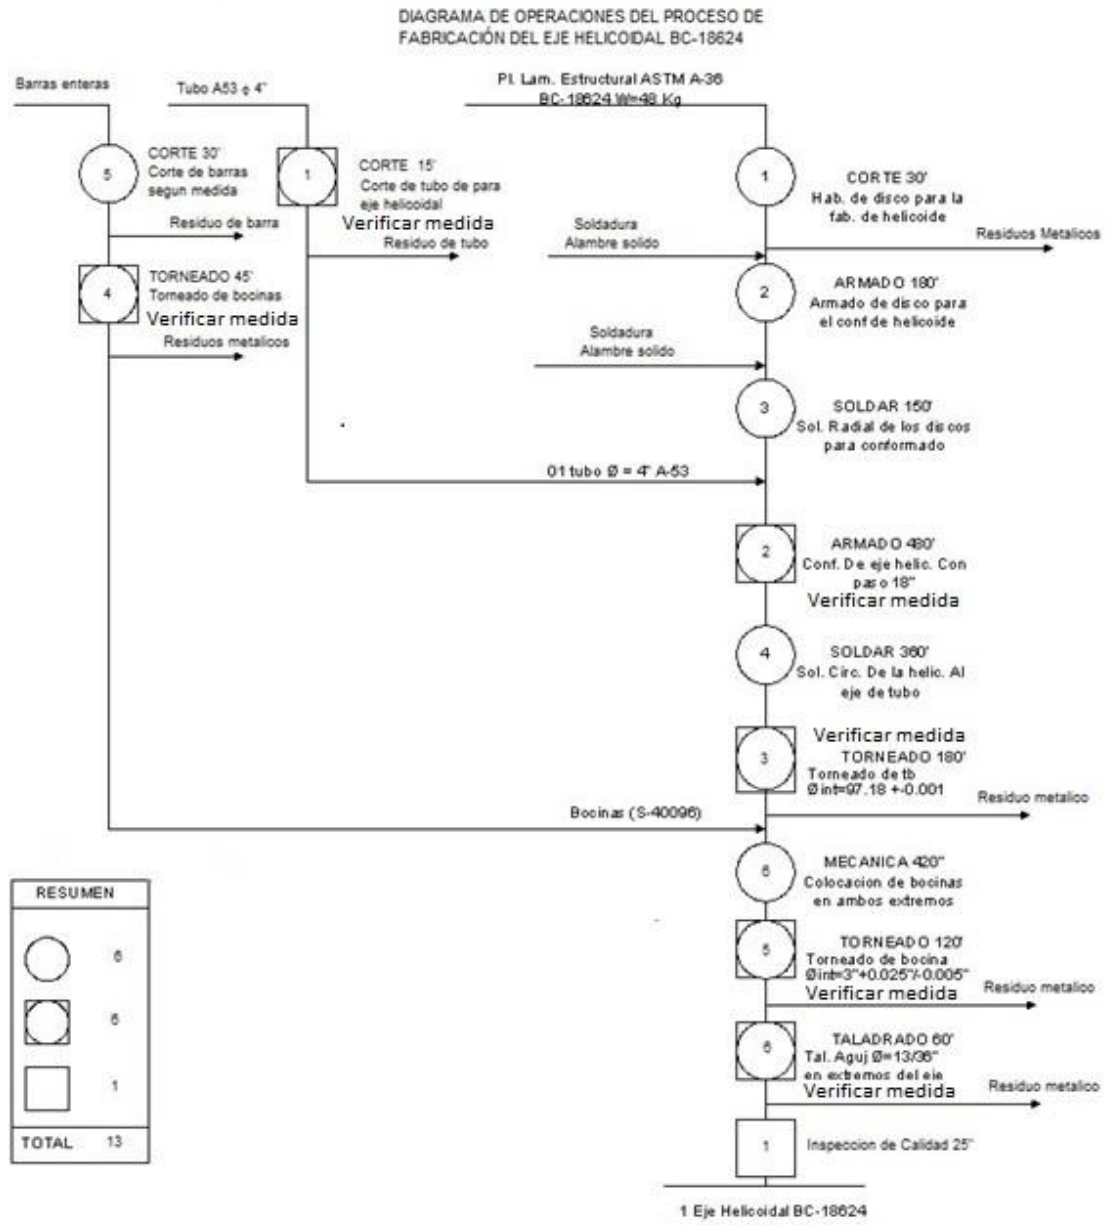 DIAGRAMA DE OPERACIONES DEL PROCESO DE
FABRICACIÓN DEL EJE HELICOIDAL BC-18624
Barras enteras
Tubo A53 φ 4"
Pl. Lam. Estructural ASTM A-36
BC-18624 W=48 Kg
5
CORTE 30'
Corte de barras
segun medida
Residuo de barra
4
TORNEADO 45'
Torneado de bocinas
Verificar medida
Residuos metalicos
1
CORTE 15'
Corte de tubo de para
eje helicoidal
Verificar medida
Residuo de tubo
1
CORTE 30'
Hab. de disco para la
fab. de helicoide
Residuos Metalicos
Soldadura
Alambre solido
2
ARMADO 180'
Armado de disco para
el conf de helicoide
Soldadura
Alambre solido
3
SOLDAR 150'
Sol. Radial de los discos
para conformado
01 tubo Ø = 4" A-53
2
ARMADO 480'
Conf. De eje helic. Con
paso 18"
Verificar medida
4
SOLDAR 360'
Sol. Circ. De la helic. Al
eje de tubo
Verificar medida
3
TORNEADO 180'
Torneado de tb
Øint=97.18 +-0.001
Residuo metalico
Bocinas (S-40096)
6
MECANICA 420"
Colocacion de bocinas
en ambos extremos
5
TORNEADO 120'
Torneado de bocina
Øint=3"+0.025"/-0.005"
Verificar medida
Residuo metalico
6
TALADRADO 60'
Tal. Aguj Ø=13/36"
en extremos del eje
Verificar medida
Residuo metalico
1
Inspeccion de Calidad 25"
1 Eje Helicoidal BC-18624
RESUMEN
6
6
1
TOTAL 13